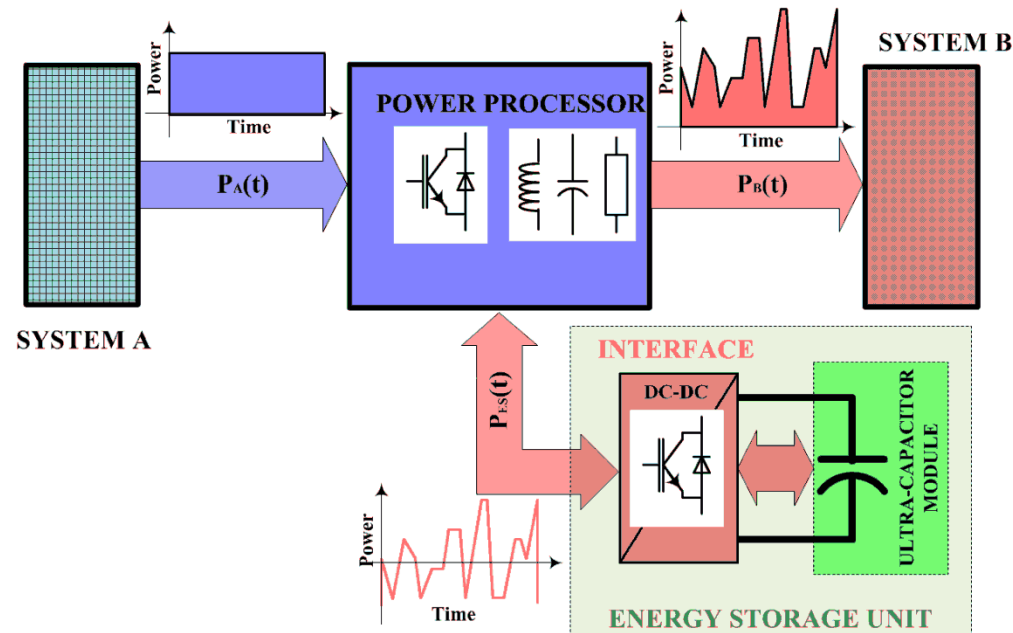 SYSTEM A
Power
Time
PA(t)
POWER PROCESSOR
Power
Time
PB(t)
SYSTEM B
PES(t)
Power
Time
INTERFACE
DC-DC
ULTRA-CAPACITOR
MODULE
ENERGY STORAGE UNIT